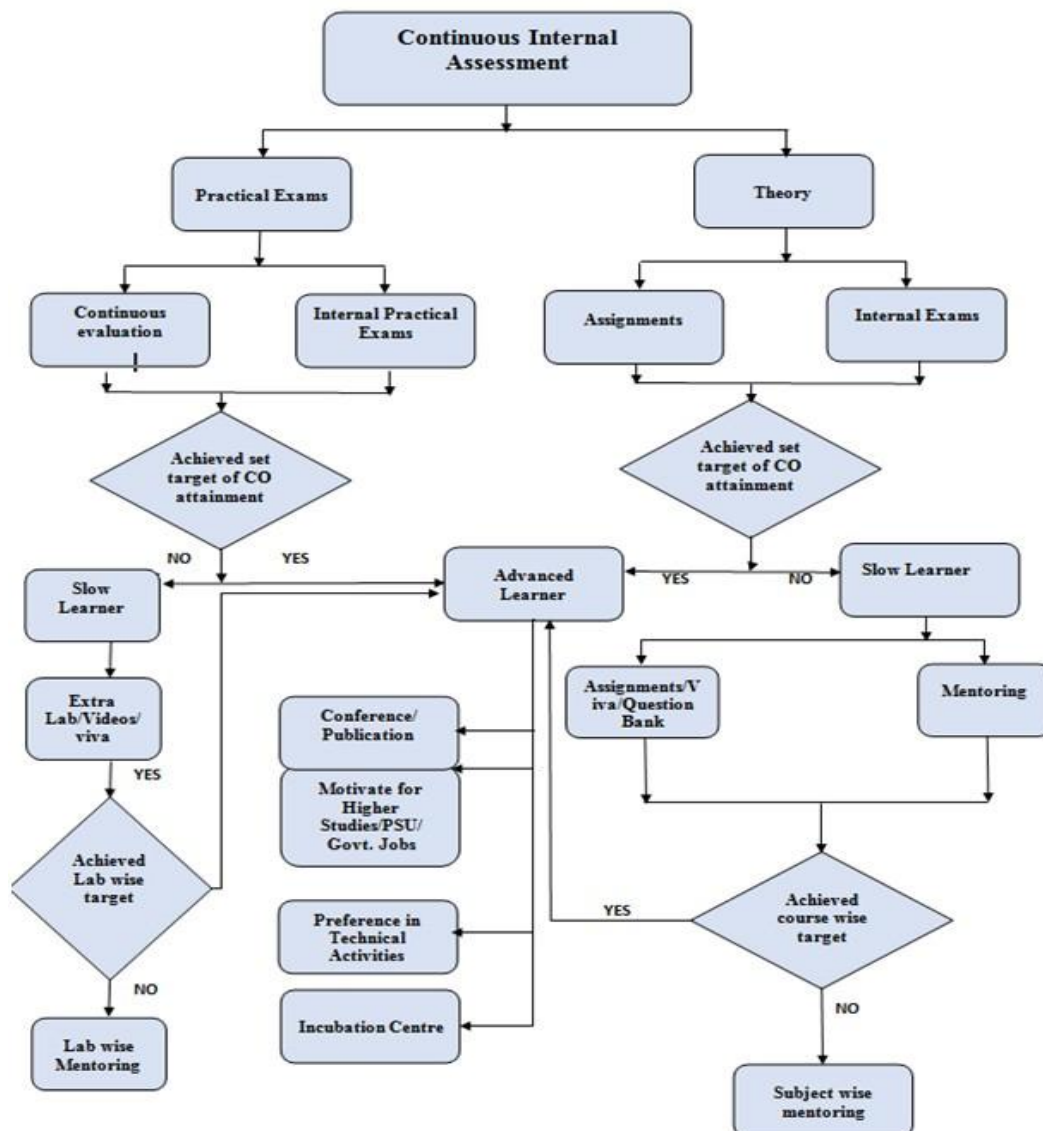 Continuous Internal
Assessment
Practical Exams
Theory
Continuous
evaluation
Internal Practical
Exams
Assignments
Internal Exams
Achieved set
target of CO
attainment
Achieved set
target of CO
attainment
NO
YES
Slow
Learner
Advanced
Learner
YES
NO
Slow Learner
Extra
Lab/Videos/
viva
Assignments/V
iva/Question
Bank
Mentoring
Conference/
Publication
YES
Motivate for
Higher
Studies/PSU/
Govt. Jobs
Achieved
Lab wise
target
YES
Achieved
course wise
target
Preference in
Technical
Activities
NO
Incubation Centre
NO
Lab wise
Mentoring
Subject wise
mentoring